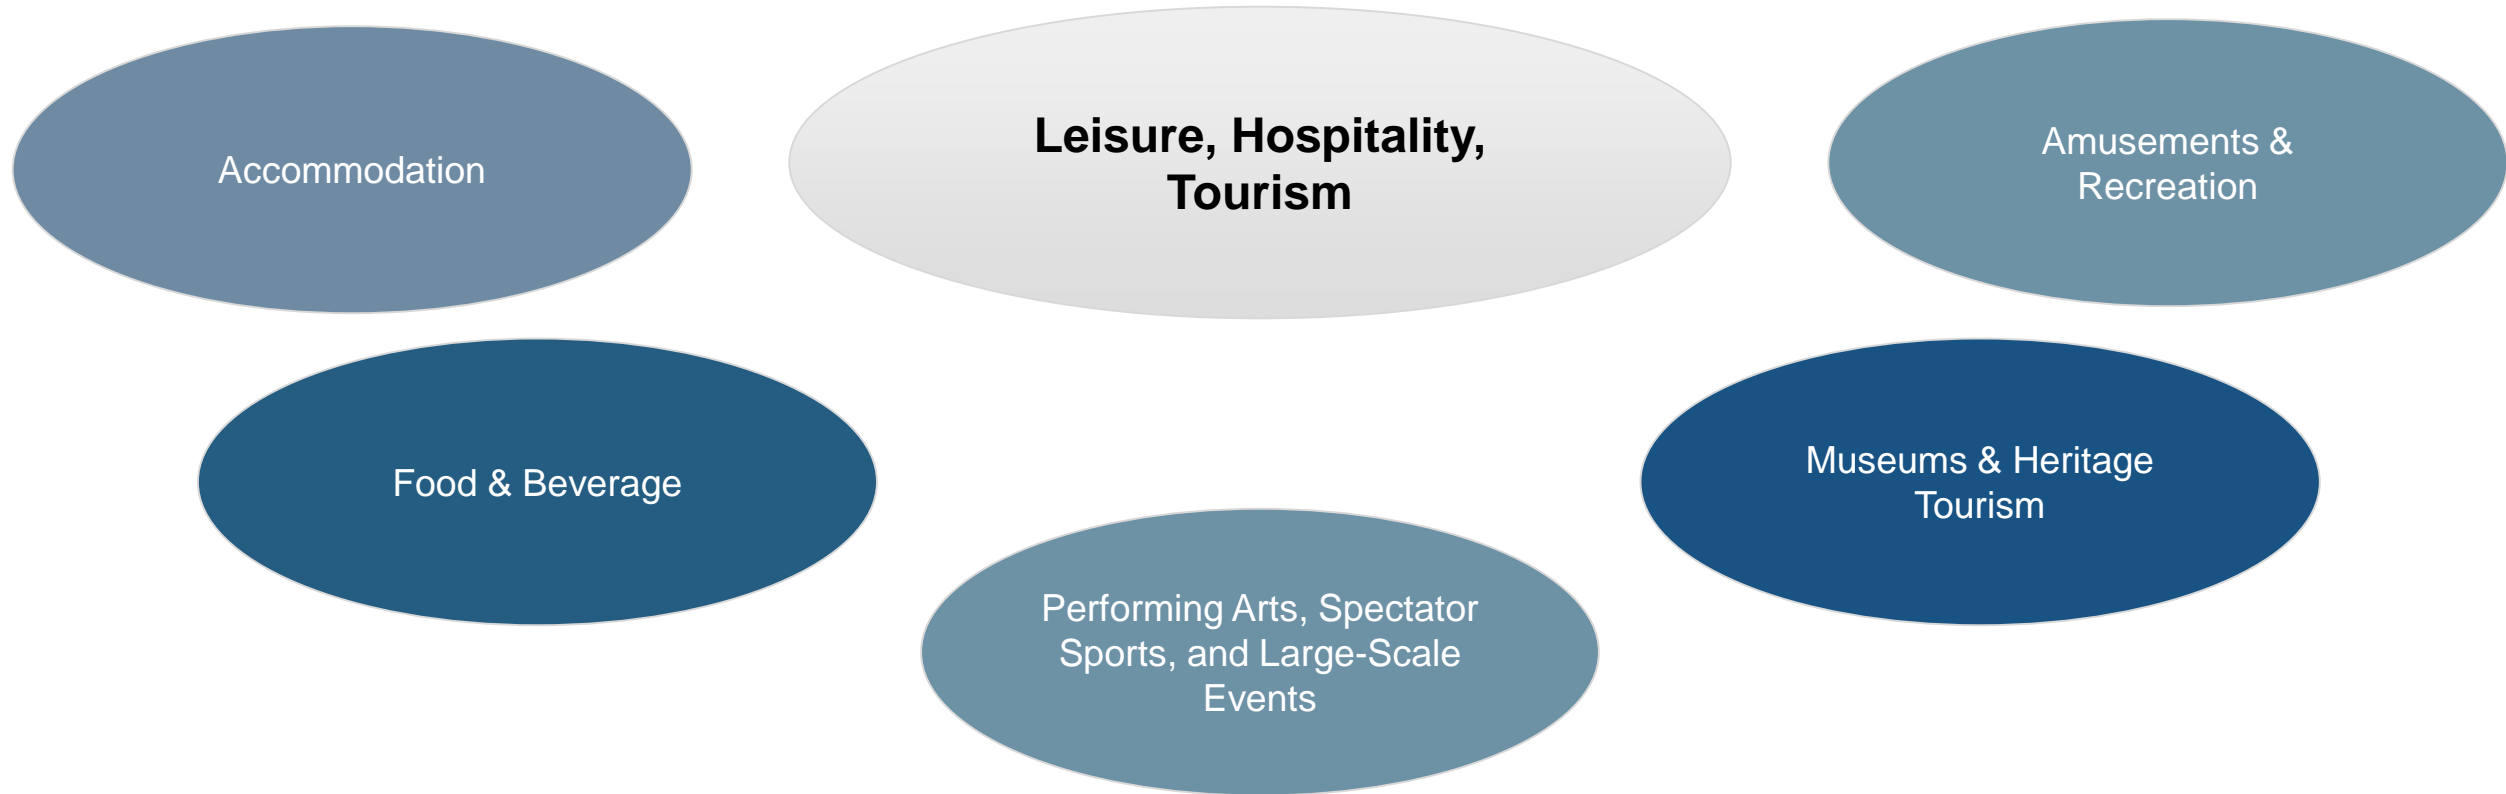 Leisure, Hospitality,
Tourism
Accommodation
Food & Beverage
Performing Arts, Spectator
Sports, and Large-Scale
Events
Museums & Heritage
Tourism
Amusements &
Recreation